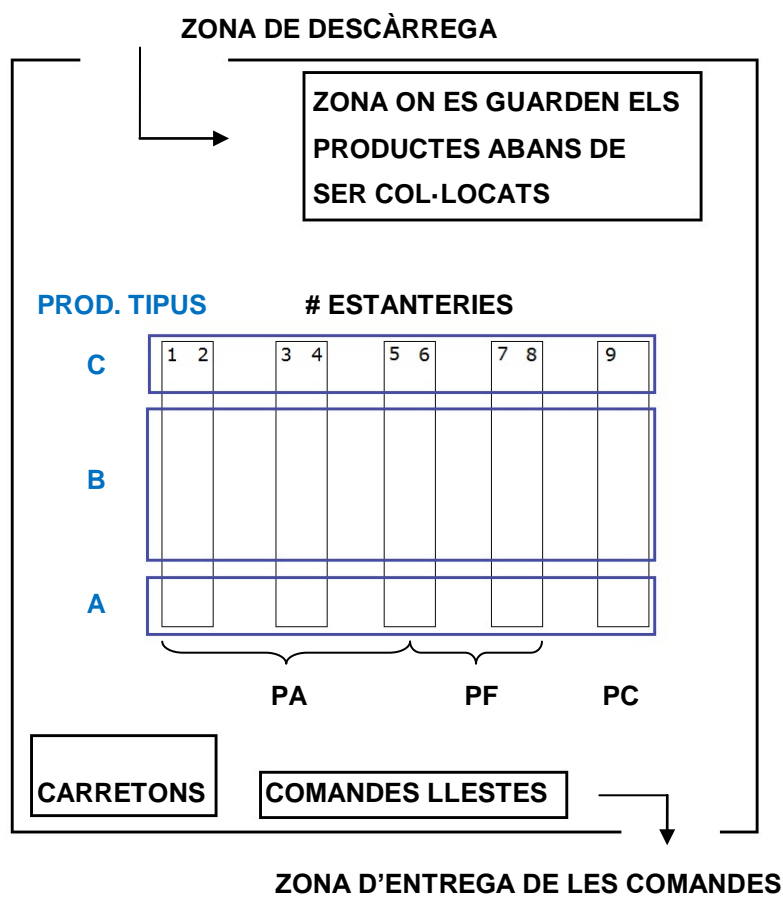 ZONA DE DESCÀRREGA
ZONA ON ES GUARDEN ELS
PRODUCTES ABANS DE
SER COL·LOCATS
PROD. TIPUS # ESTANTERIES
C 1 2 3 4 5 6 7 8 9
B
A
PA PF PC
CARRETONS COMANDES LLESTES
ZONA D'ENTREGA DE LES COMANDES